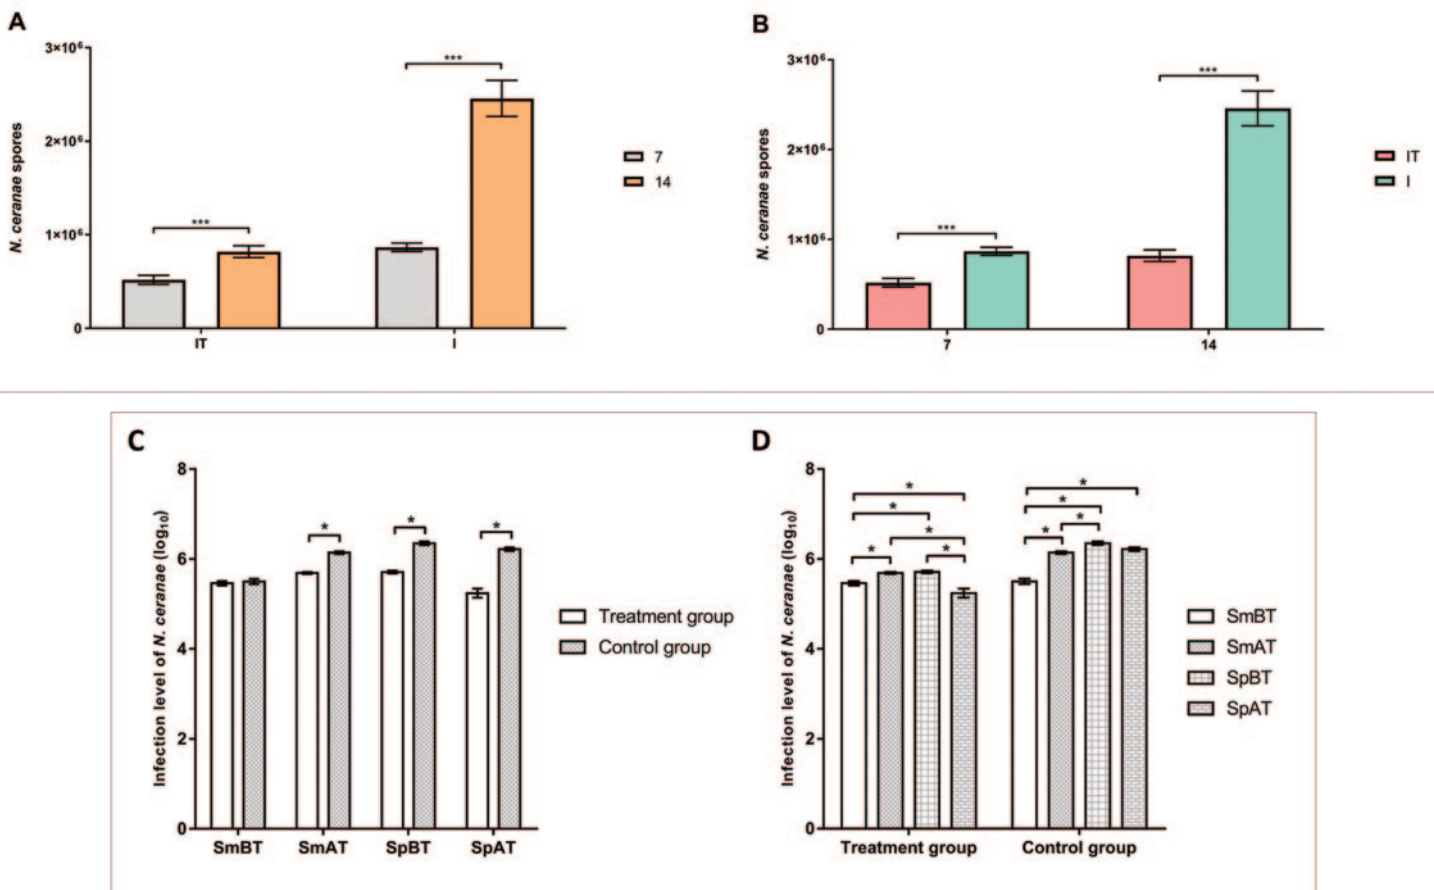 A
N. ceranae spores
3×10⁶
2×10⁶
1×10⁶
0
***
***
IT
I
7
14
B
N. ceranae spores
3×10⁶
2×10⁶
1×10⁶
0
***
***
7
14
IT
I
C
Infection level of N. ceranae (log₁₀)
8
6
4
2
0
*
*
*
SmBT
SmAT
SpBT
SpAT
Treatment group
Control group
D
Infection level of N. ceranae (log₁₀)
8
6
4
2
0
*
*
*
*
*
*
*
*
*
Treatment group
Control group
SmBT
SmAT
SpBT
SpAT